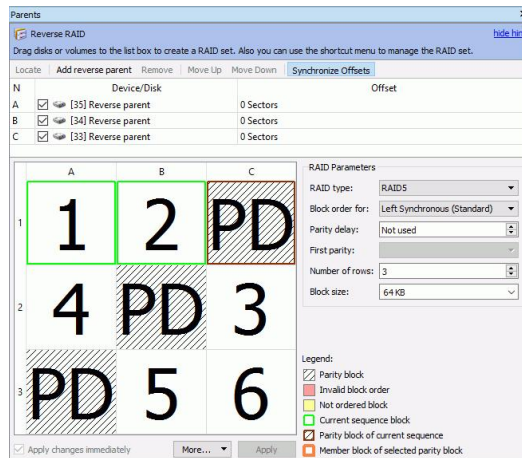 Parents
Reverse RAID
Drag disks or volumes to the list box to create a RAID set. Also you can use the shortcut menu to manage the RAID set.
Locate Add reverse parent Remove Move Up Move Down Synchronize Offsets
N Device/Disk Offset
A [35] Reverse parent 0 Sectors
B [34] Reverse parent 0 Sectors
C [33] Reverse parent 0 Sectors
A B C
1 1 2 PD
2 4 PD 3
3 PD 5 6
Apply changes immediately More... Apply
RAID Parameters
RAID type: RAID5
Block order for: Left Synchronous (Standard)
Parity delay: Not used
First parity:
Number of rows: 3
Block size: 64 KB
Legend:
Parity block
Invalid block order
Not ordered block
Current sequence block
Parity block of current sequence
Member block of selected parity block